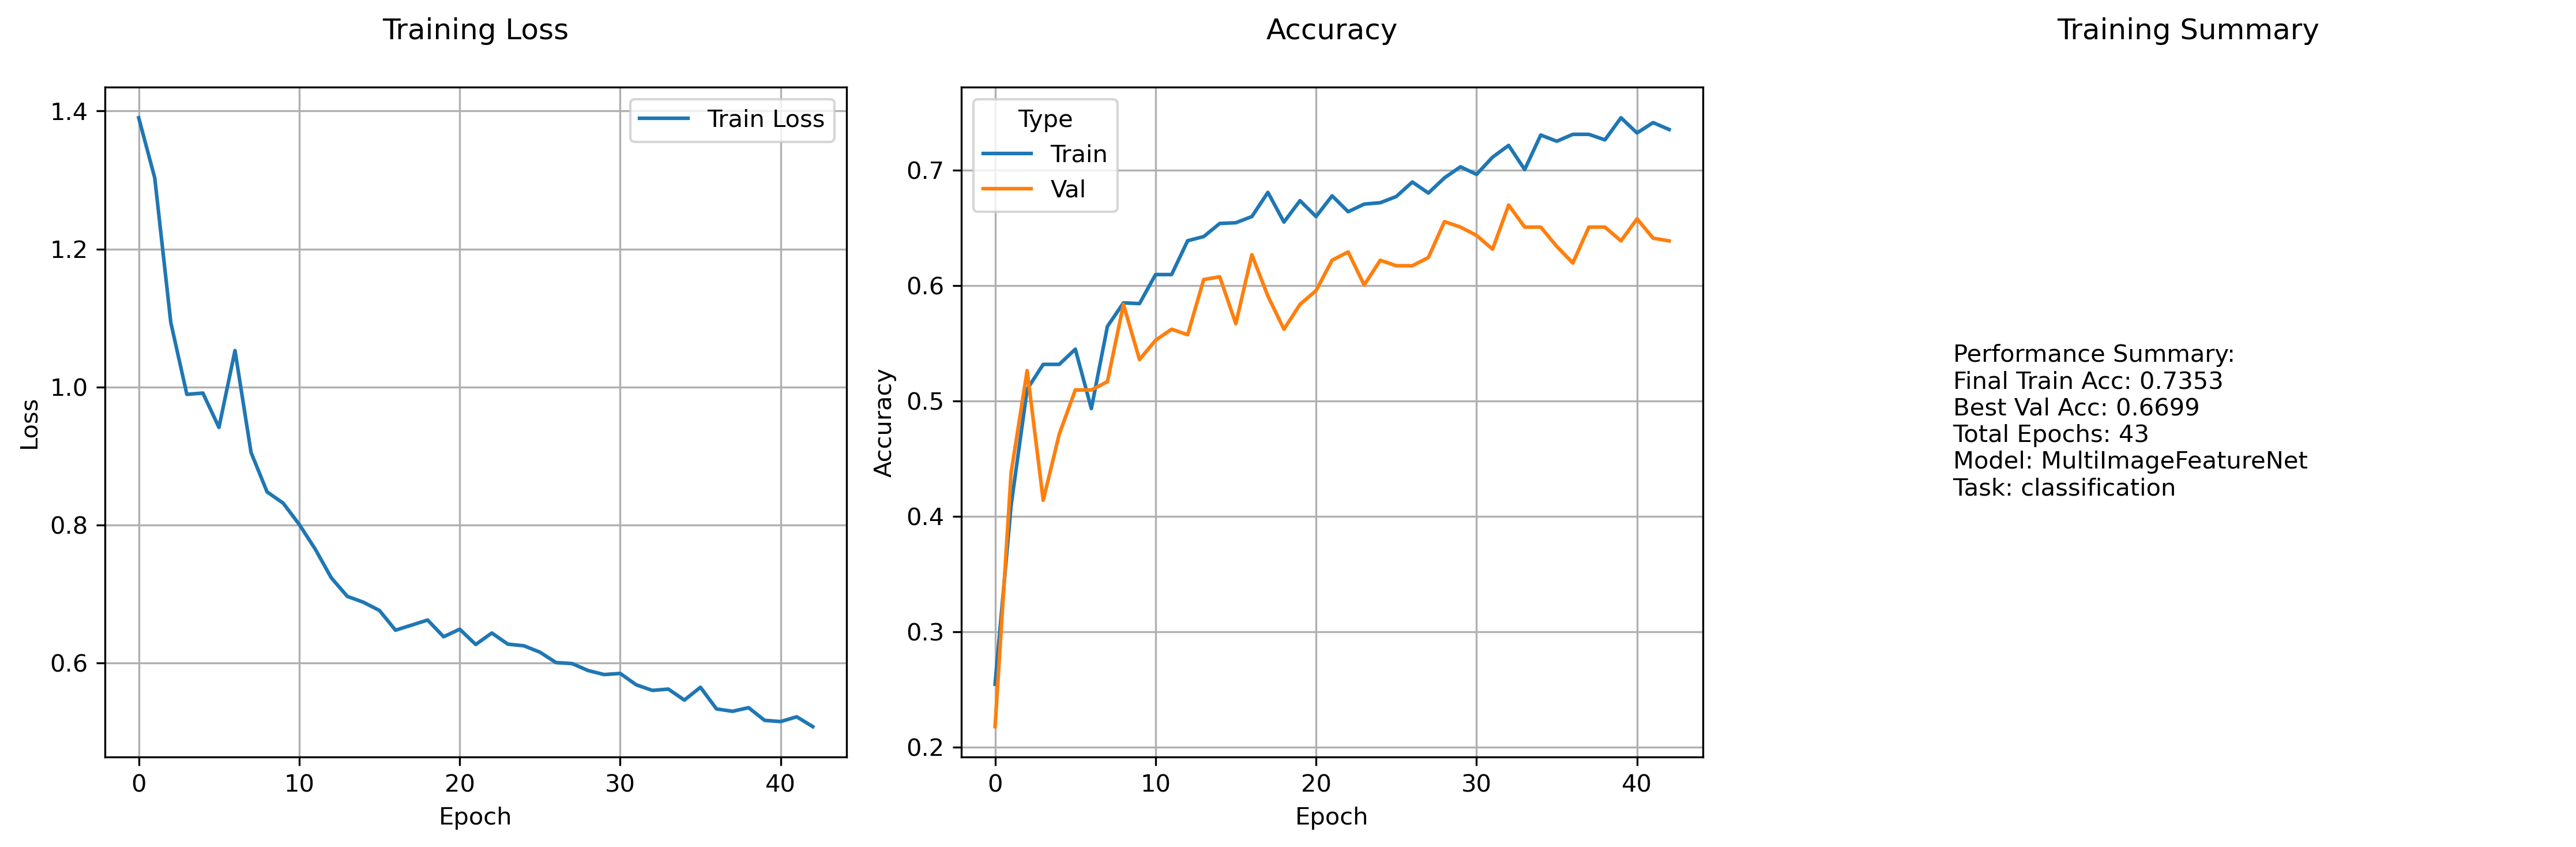 Training Loss
Train Loss
1.4
1.2
1.0
0.8
0.6
Loss
0 10 20 30 40
Epoch
Accuracy
Type
Train
Val
0.7
0.6
0.5
0.4
0.3
0.2
Accuracy
0 10 20 30 40
Epoch
Training Summary
Performance Summary:
Final Train Acc: 0.7353
Best Val Acc: 0.6699
Total Epochs: 43
Model: MultiImageFeatureNet
Task: classification